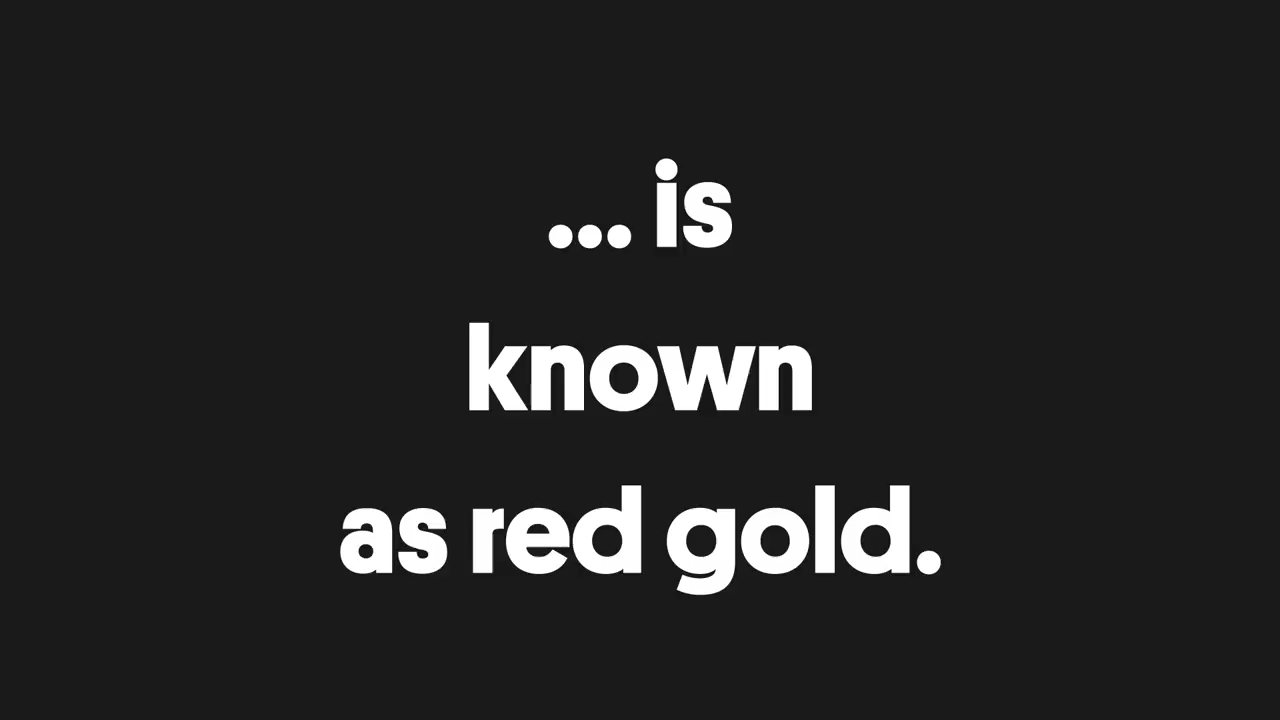 ... is
known
as red gold.